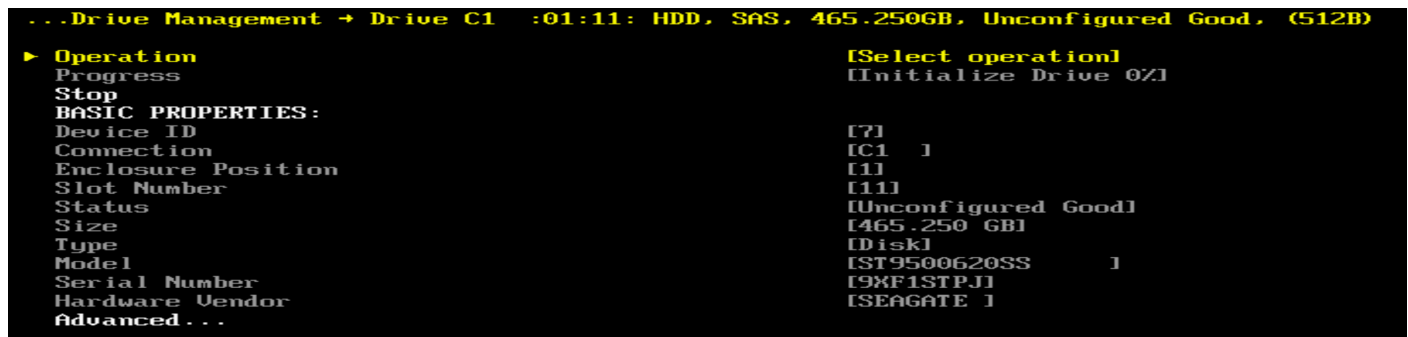 ...Drive Management → Drive C1 :01:11: HDD, SAS, 465.250GB, Unconfigured Good, (512B)
► Operation [Select operation]
Progress [Initialize Drive 0%]
Stop
BASIC PROPERTIES:
Device ID [7]
Connection [C1 ]
Enclosure Position [1]
Slot Number [11]
Status [Unconfigured Good]
Size [465.250 GB]
Type [Disk]
Model [ST9500620SS ]
Serial Number [9XF1STPJ]
Hardware Vendor [SEAGATE ]
Advanced...